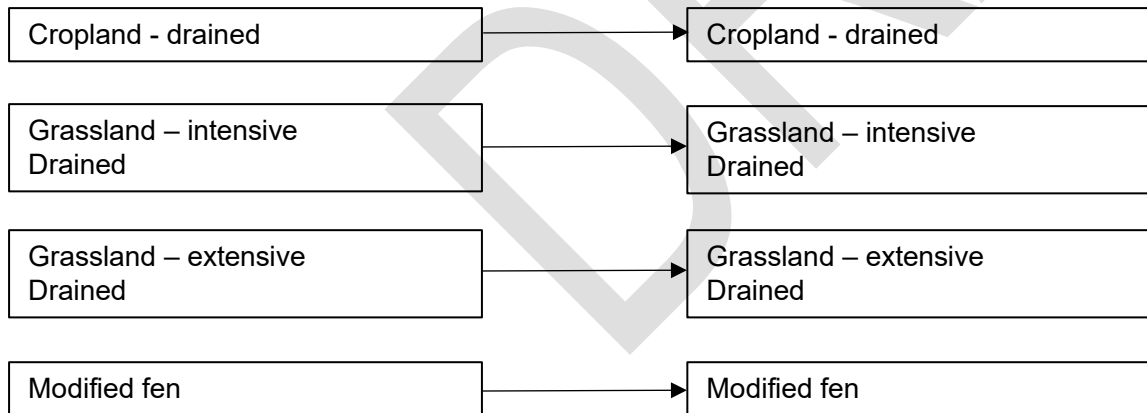 Cropland - drained
Cropland - drained
Grassland – intensive
Drained
Grassland – intensive
Drained
Grassland – extensive
Drained
Grassland – extensive
Drained
Modified fen
Modified fen